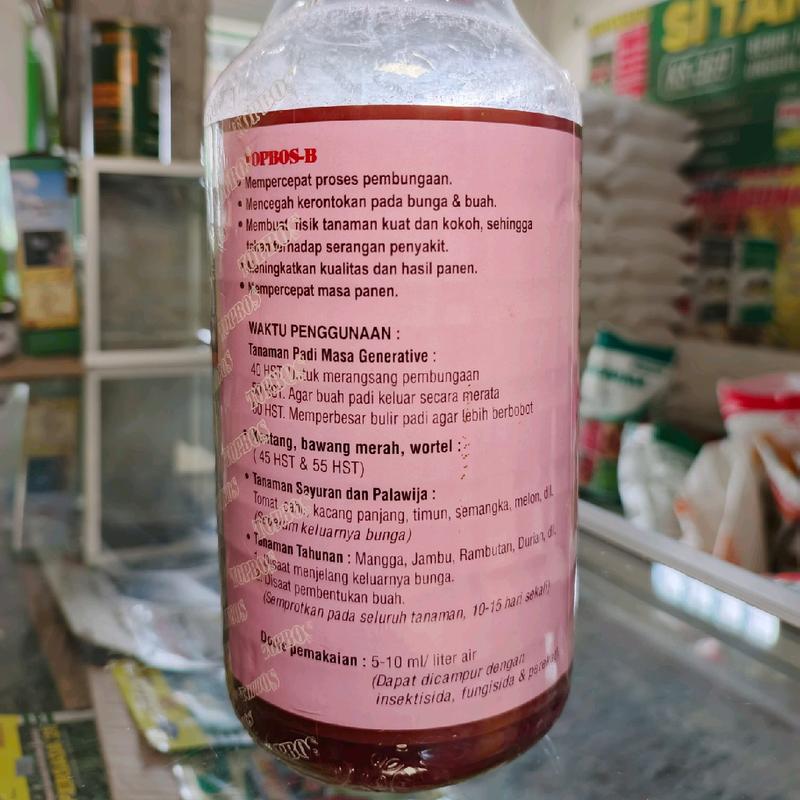 SI TAN
TOPBOS-B
• Mempercepat proses pembungaan.
• Mencegah kerontokan pada bunga & buah.
• Membuat fisik tanaman kuat dan kokoh, sehingga
tahan terhadap serangan penyakit.
• Meningkatkan kualitas dan hasil panen.
• Mempercepat masa panen.
WAKTU PENGGUNAAN :
Tanaman Padi Masa Generative :
40 HST. Untuk merangsang pembungaan
50 HST. Agar buah padi keluar secara merata
60 HST. Memperbesar bulir padi agar lebih berbobot
• Kentang, bawang merah, wortel :
( 45 HST & 55 HST)
• Tanaman Sayuran dan Palawija :
Tomat, cabe, kacang panjang, timun, semangka, melon, dll.
(Sebelum keluarnya bunga)
• Tanaman Tahunan : Mangga, Jambu, Rambutan, Durian, dll.
Disaat menjelang keluarnya bunga.
Disaat pembentukan buah.
(Semprotkan pada seluruh tanaman, 10-15 hari sekali)
Dosis pemakaian : 5-10 ml/ liter air
(Dapat dicampur dengan
insektisida, fungisida & perekat)
TOPBOS